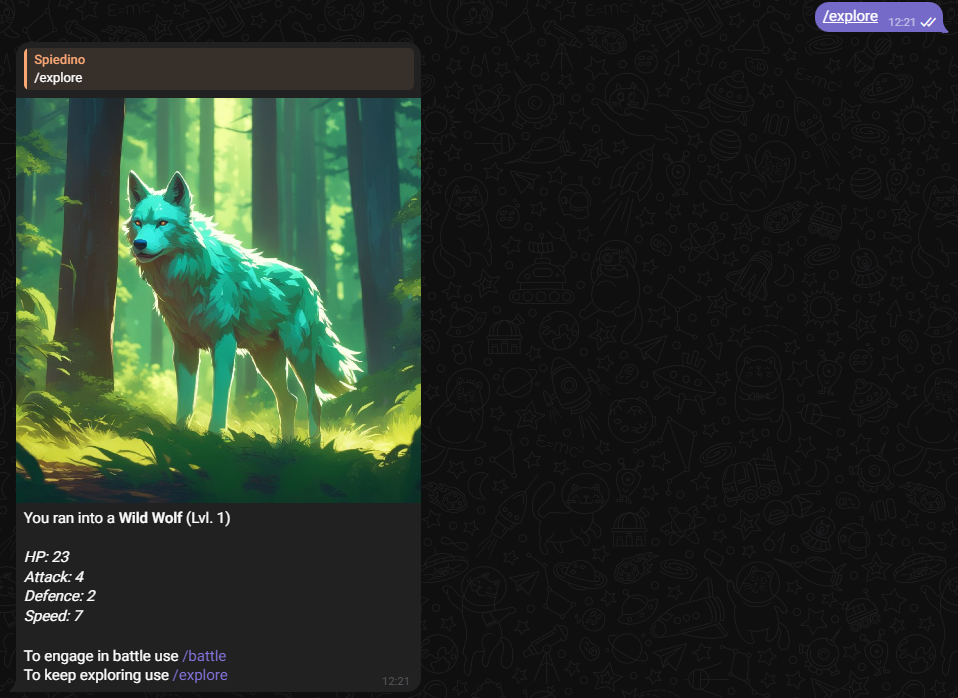 /explore 12:21
Spiedino
/explore
You ran into a Wild Wolf (Lvl. 1)
HP: 23
Attack: 4
Defence: 2
Speed: 7
To engage in battle use /battle
To keep exploring use /explore
12:21